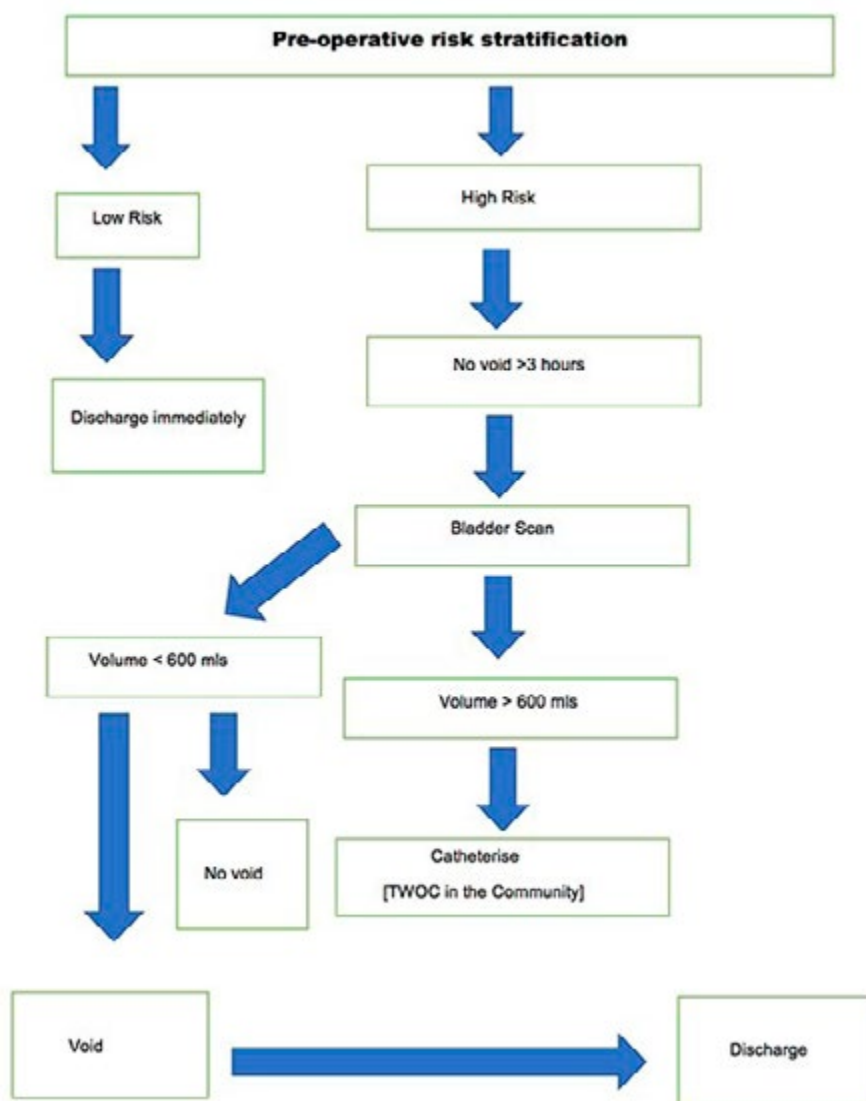 Pre-operative risk stratification
Low Risk
High Risk
Discharge immediately
No void >3 hours
Bladder Scan
Volume < 600 mls
Volume > 600 mls
No void
Catheterise
[TWOC in the Community]
Void
Discharge